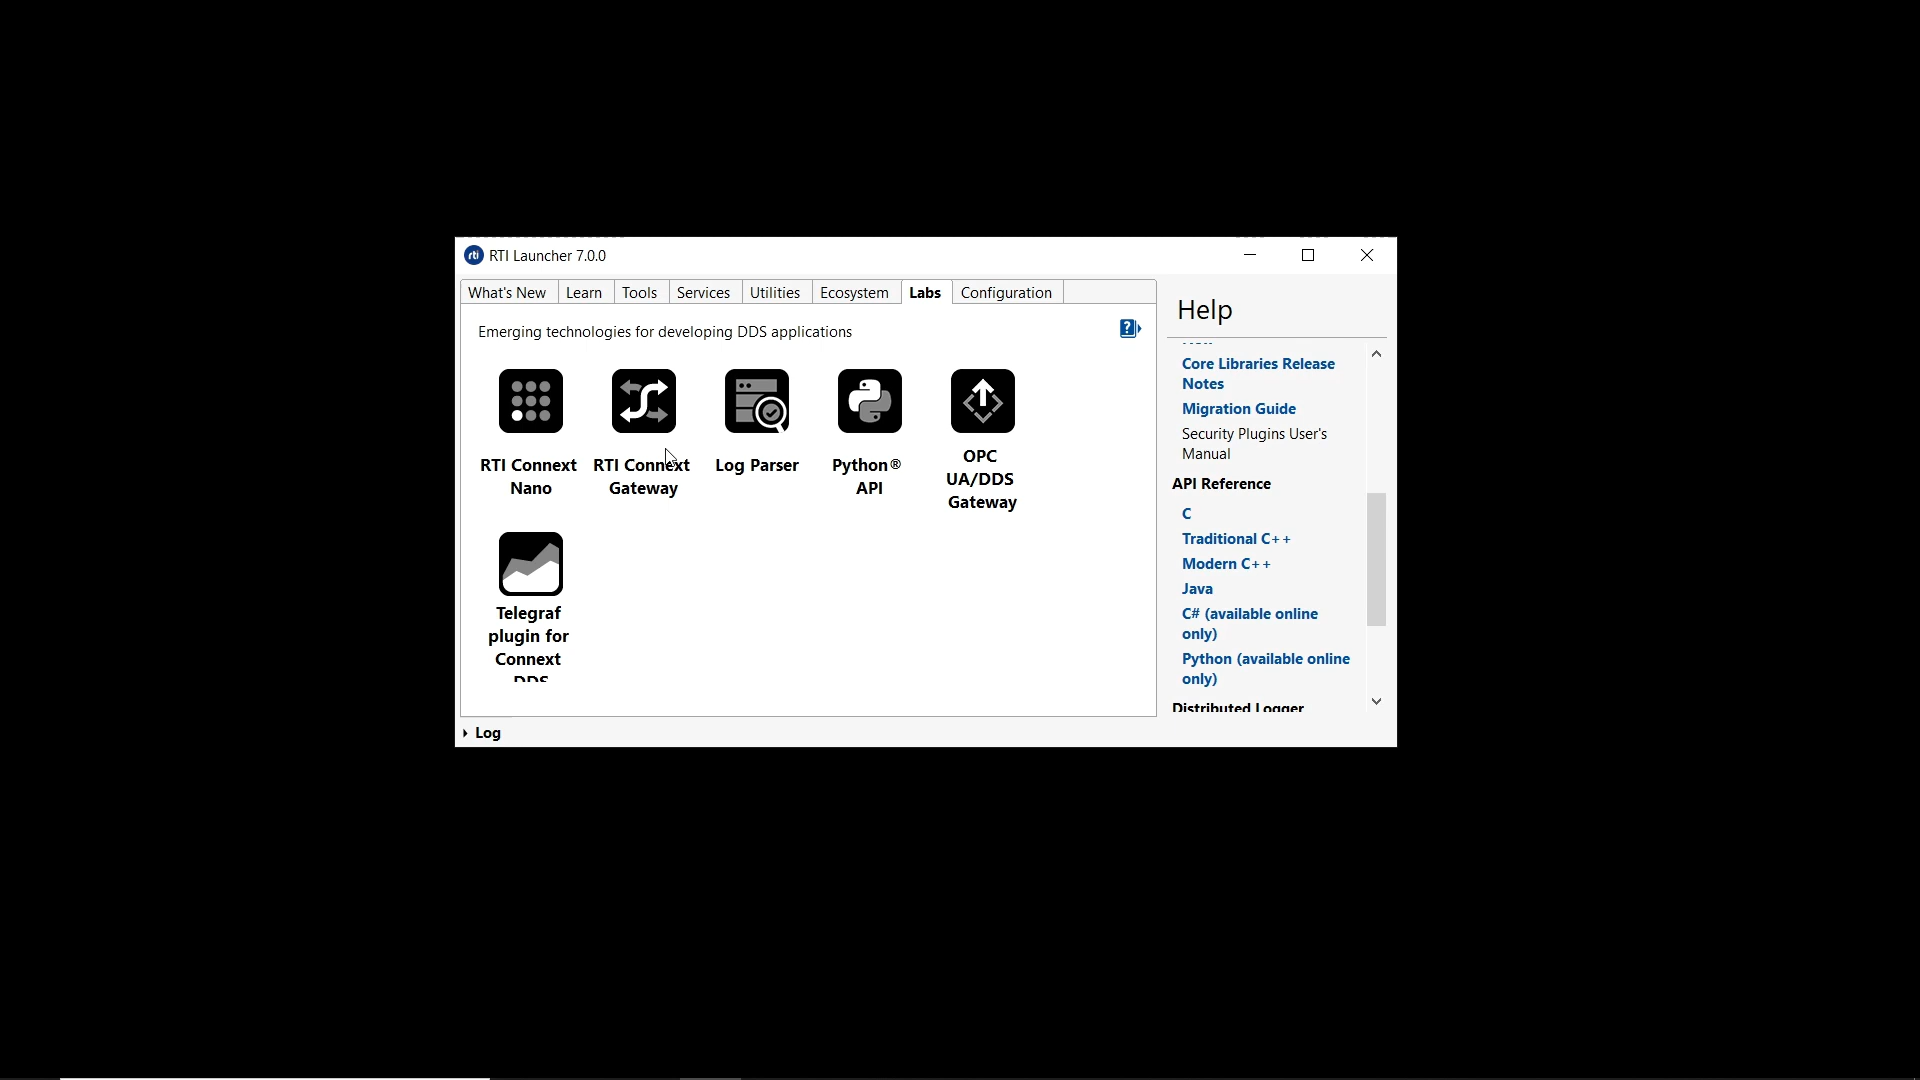 rti RTI Launcher 7.0.0
What's New Learn Tools Services Utilities Ecosystem Labs Configuration
Emerging technologies for developing DDS applications
?
RTI Connext
Nano
RTI Connext
Gateway
Log Parser
Python®
API
OPC
UA/DDS
Gateway
Telegraf
plugin for
Connext
DDS
Log
Help
Core Libraries Release
Notes
Migration Guide
Security Plugins User's
Manual
API Reference
C
Traditional C++
Modern C++
Java
C# (available online
only)
Python (available online
only)
Distributed Logger